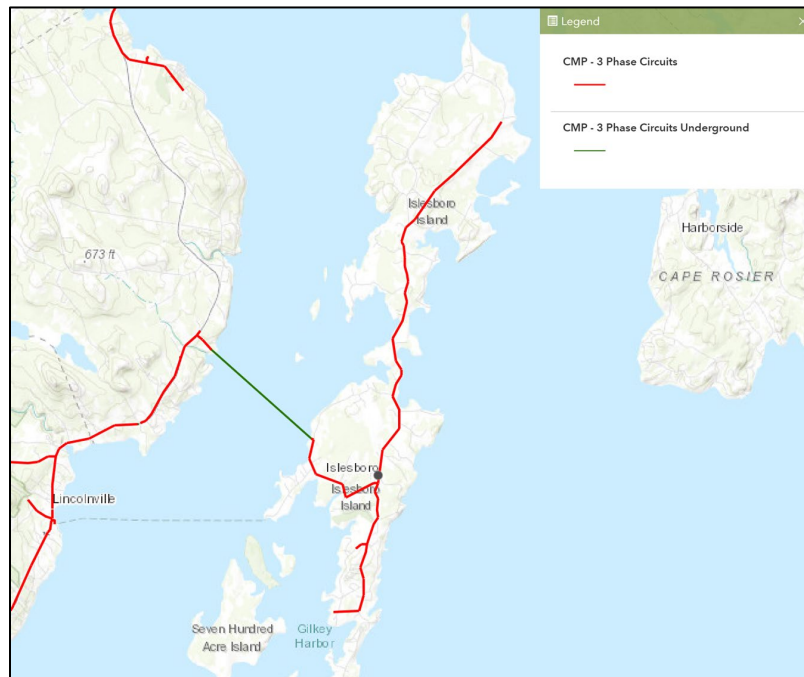 Legend
CMP - 3 Phase Circuits
CMP - 3 Phase Circuits Underground
Islesboro
Island
Harborside
CAPE ROSIER
673 ft
Islesboro
Islesboro
Island
Lincolnville
Seven Hundred
Acre Island
Gilkey
Harbor